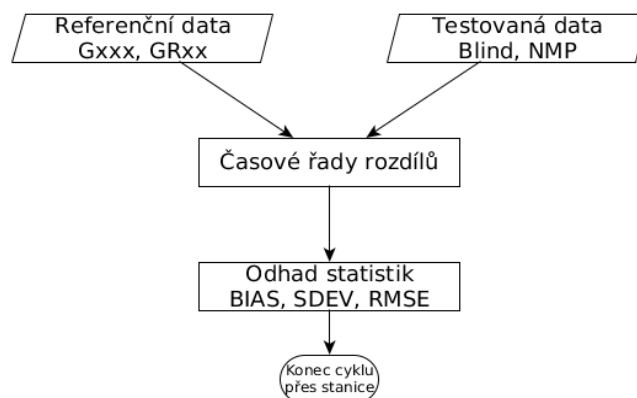 Referenční data
Gxxx, GRxx
Testovaná data
Blind, NMP
Časové řady rozdílů
Odhad statistik
BIAS, SDEV, RMSE
Konec cyklu
přes stanice